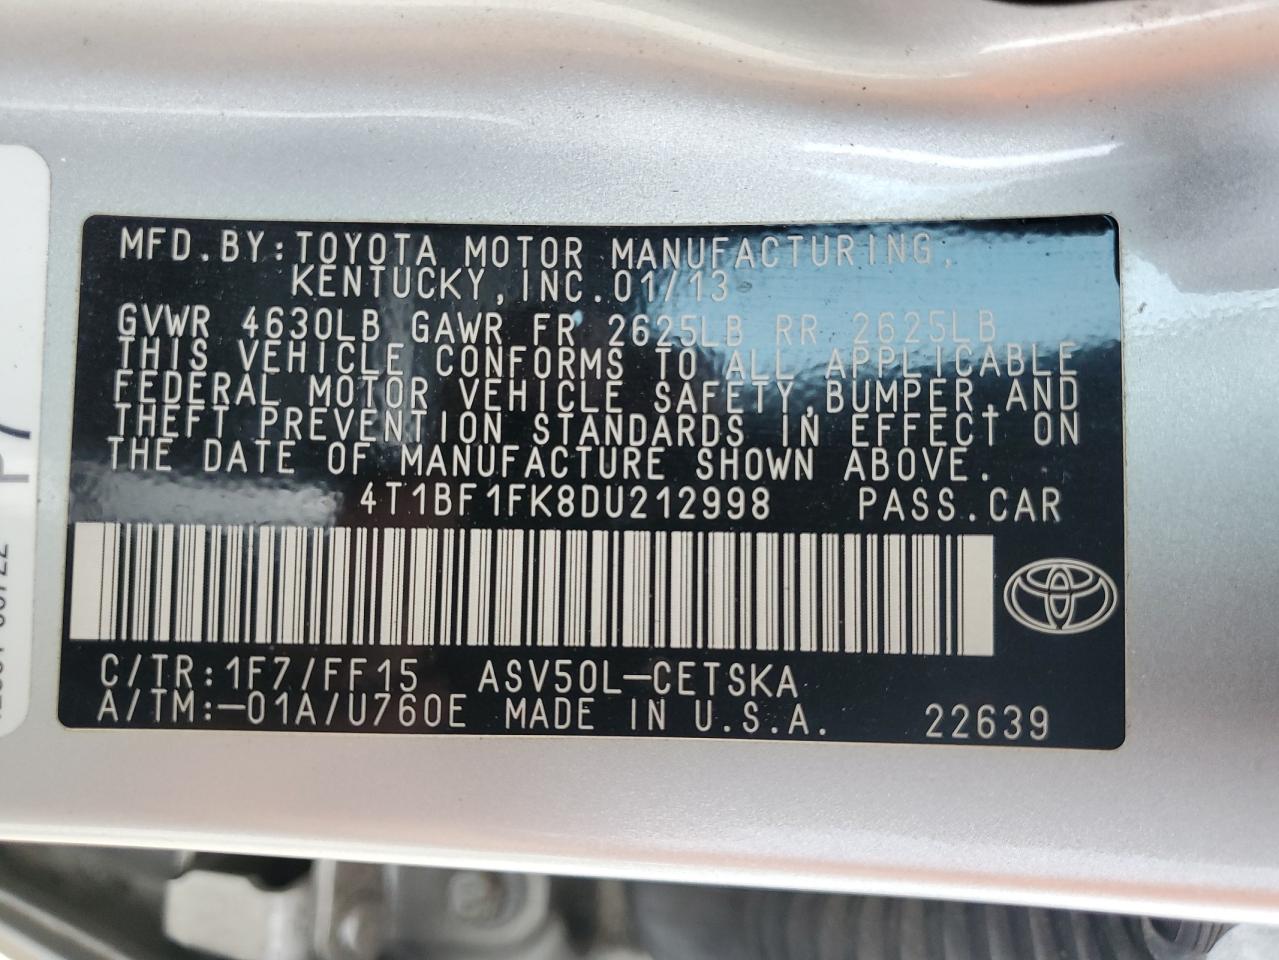 MFD.BY:TOYOTA MOTOR MANUFACTURING,
KENTUCKY,INC.01/13
GVWR 4630LB GAWR FR 2625LB RR 2625LB
THIS VEHICLE CONFORMS TO ALL APPLICABLE
FEDERAL MOTOR VEHICLE SAFETY,BUMPER,AND
THEFT PREVENTION STANDARDS IN EFFECT ON
THE DATE OF MANUFACTURE SHOWN ABOVE.
4T1BF1FK8DU212998 PASS.CAR
C/TR:1F7/FF15 ASV50L-CETSKA
A/TM:-01A/U760E MADE IN U.S.A. 22639